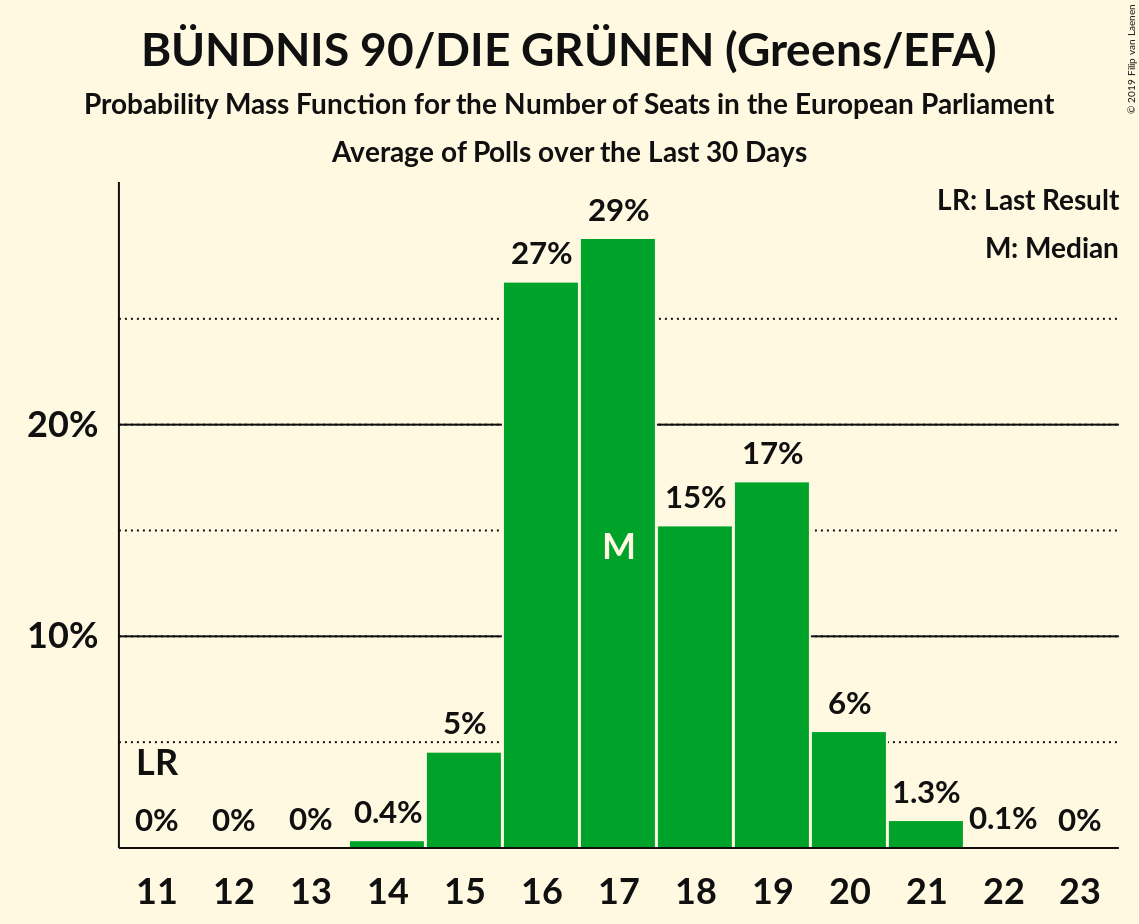 BÜNDNIS 90/DIE GRÜNEN (Greens/EFA)
Probability Mass Function for the Number of Seats in the European Parliament
Average of Polls over the Last 30 Days
© 2019 Filip van Laenen
LR: Last Result
M: Median
29%
27%
20%
17%
15%
M
10%
6%
5%
LR
1.3%
0% 0% 0% 0.4% 0.1% 0%
11 12 13 14 15 16 17 18 19 20 21 22 23